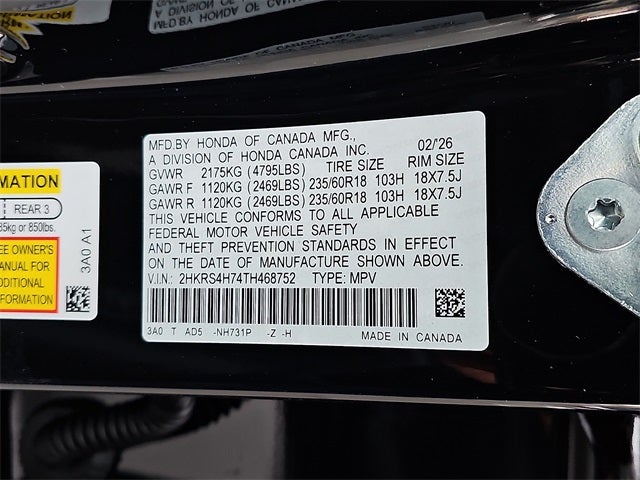 MFD.BY HONDA OF CANADA MFG.,
A DIVISION OF HONDA CANADA INC. 02/'26
GVWR 2175KG (4795LBS) TIRE SIZE RIM SIZE
GAWR F 1120KG (2469LBS) 235/60R18 103H 18X7.5J
GAWR R 1120KG (2469LBS) 235/60R18 103H 18X7.5J
THIS VEHICLE CONFORMS TO ALL APPLICABLE
FEDERAL MOTOR VEHICLE SAFETY
AND THEFT PREVENTION STANDARDS IN EFFECT
ON THE DATE OF MANUFACTURE SHOWN ABOVE.
V.I.N.: 2HKRS4H74TH468752 TYPE: MPV
3A0 T AD5 -NH731P -Z -H MADE IN CANADA
MATION
REAR 3
or 850lbs.
EE OWNER'S
ANUAL FOR
DDITIONAL
FORMATION
3A0 A1